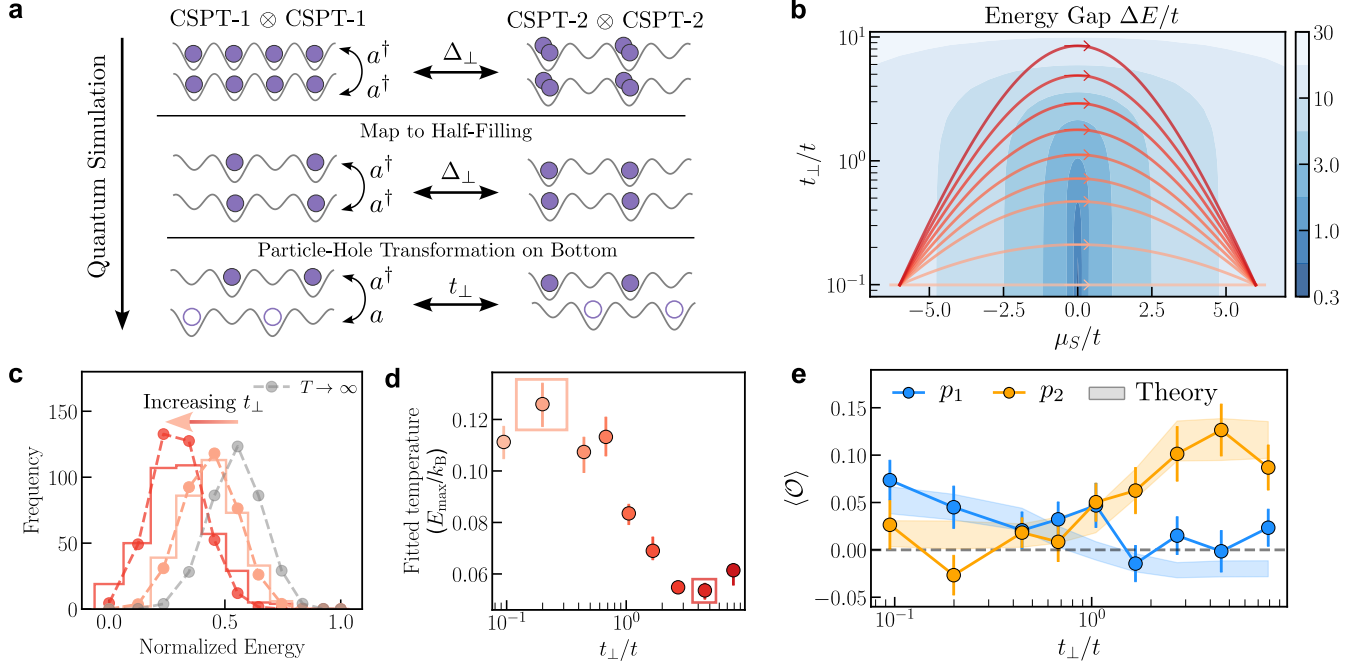 a
CSPT-1 ⊗ CSPT-1
CSPT-2 ⊗ CSPT-2
Quantum Simulation
a†
a†
Δ⊥
Map to Half-Filling
a†
a†
Δ⊥
Particle-Hole Transformation on Bottom
a†
a
t⊥
b
Energy Gap ΔE/t
t⊥/t
10¹
10⁰
10⁻¹
−5.0
−2.5
0.0
2.5
5.0
μS/t
30
10
3.0
1.0
0.3
c
T → ∞
Increasing t⊥
Frequency
150
100
50
0
0.0
0.5
1.0
Normalized Energy
d
Fitted temperature
(Emax/kB)
0.12
0.10
0.08
0.06
10⁻¹
10⁰
t⊥/t
e
p₁
p₂
Theory
⟨O⟩
0.15
0.10
0.05
0.00
−0.05
10⁻¹
10⁰
t⊥/t